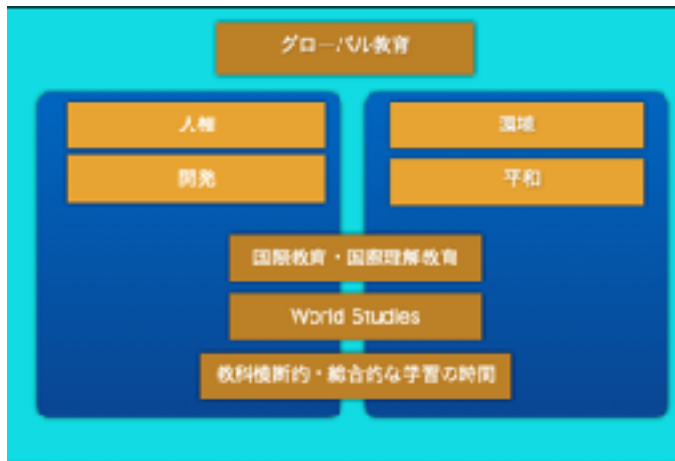 グローバル教育
人権
環境
開発
平和
国際教育・国際理解教育
World Studies
教科横断的・総合的な学習の時間